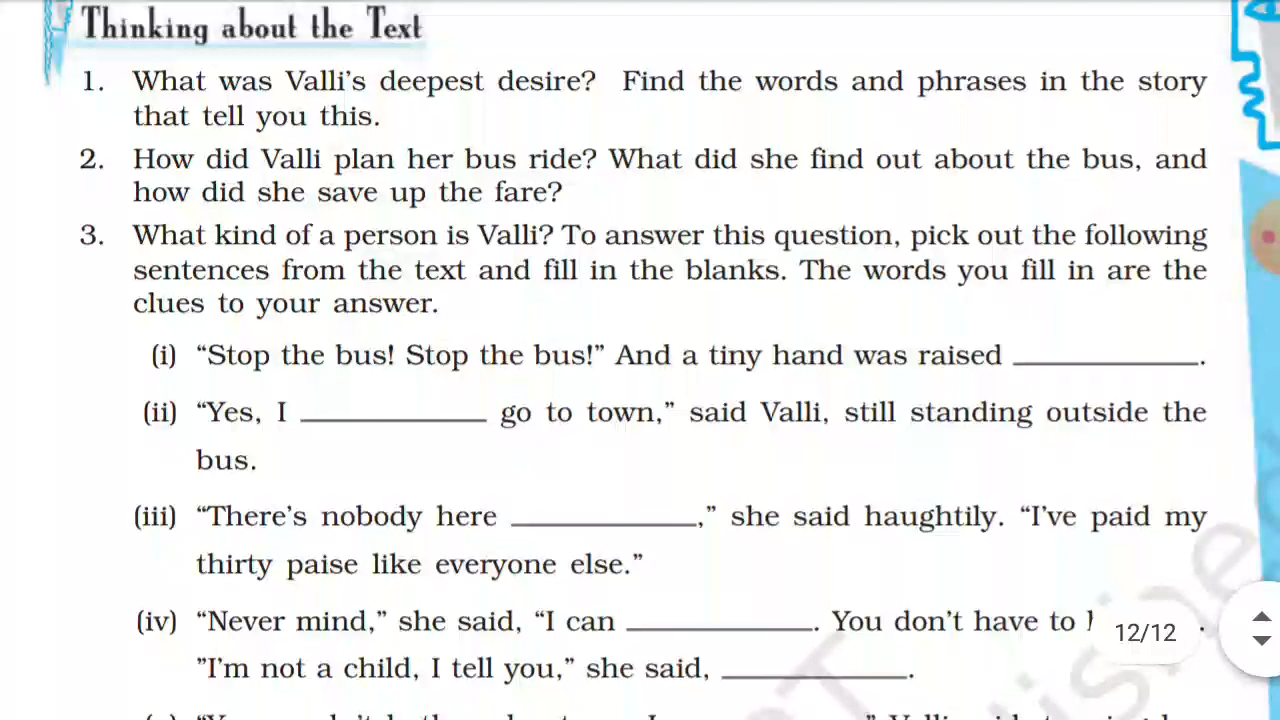 Thinking about the Text
1. What was Valli’s deepest desire? Find the words and phrases in the story
that tell you this.
2. How did Valli plan her bus ride? What did she find out about the bus, and
how did she save up the fare?
3. What kind of a person is Valli? To answer this question, pick out the following
sentences from the text and fill in the blanks. The words you fill in are the
clues to your answer.
(i) “Stop the bus! Stop the bus!” And a tiny hand was raised ____________.
(ii) “Yes, I ____________ go to town,” said Valli, still standing outside the
bus.
(iii) “There’s nobody here ____________,” she said haughtily. “I’ve paid my
thirty paise like everyone else.”
(iv) “Never mind,” she said, “I can ____________. You don’t have to
"I’m not a child, I tell you,” she said, ____________.
12/12